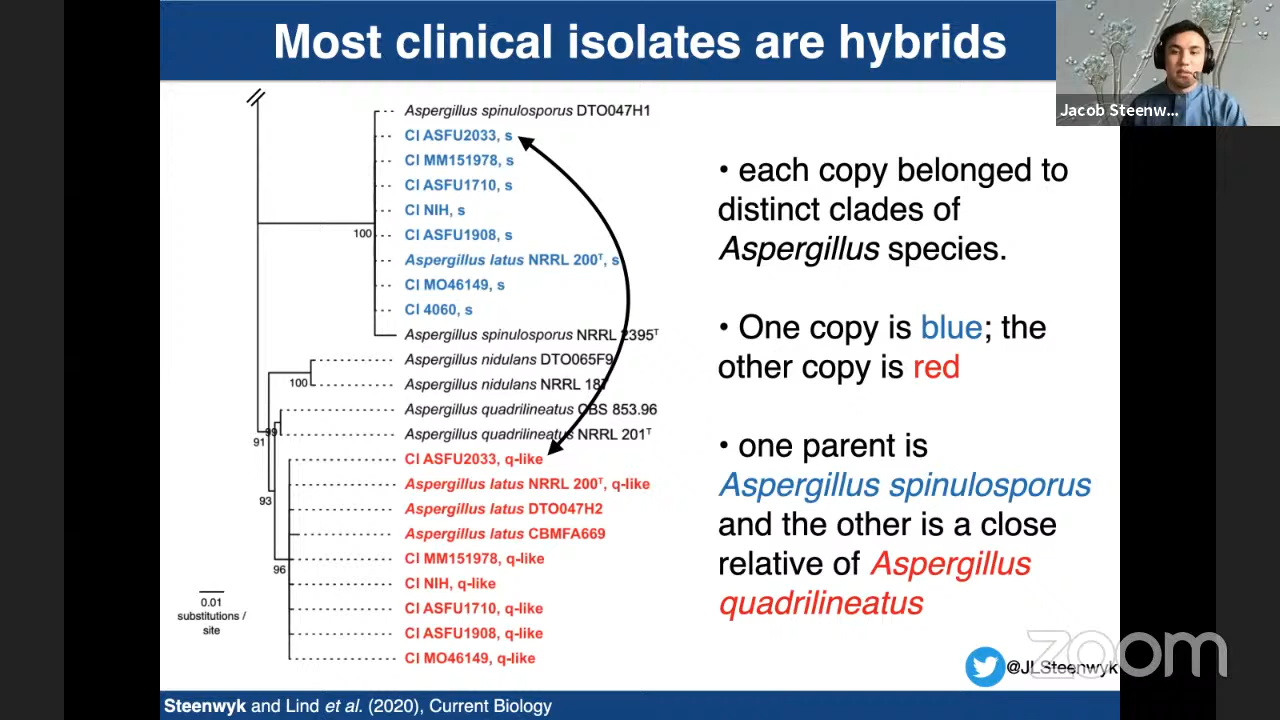 Most clinical isolates are hybrids
Jacob Steenw...
Aspergillus spinulosporus DTO047H1
CI ASFU2033, s
CI MM151978, s
CI ASFU1710, s
CI NIH, s
CI ASFU1908, s
Aspergillus latus NRRL 200ᵀ, s
CI MO46149, s
CI 4060, s
Aspergillus spinulosporus NRRL 2395ᵀ
Aspergillus nidulans DTO065F9
Aspergillus nidulans NRRL 187
Aspergillus quadrilineatus CBS 853.96
Aspergillus quadrilineatus NRRL 201ᵀ
CI ASFU2033, q-like
Aspergillus latus NRRL 200ᵀ, q-like
Aspergillus latus DTO047H2
Aspergillus latus CBMFA669
CI MM151978, q-like
CI NIH, q-like
CI ASFU1710, q-like
CI ASFU1908, q-like
CI MO46149, q-like
100
100
99
91
93
96
0.01
substitutions /
site
• each copy belonged to
distinct clades of
Aspergillus species.
• One copy is blue; the
other copy is red
• one parent is
Aspergillus spinulosporus
and the other is a close
relative of Aspergillus
quadrilineatus
@JLSteenwyk
zoom
Steenwyk and Lind et al. (2020), Current Biology